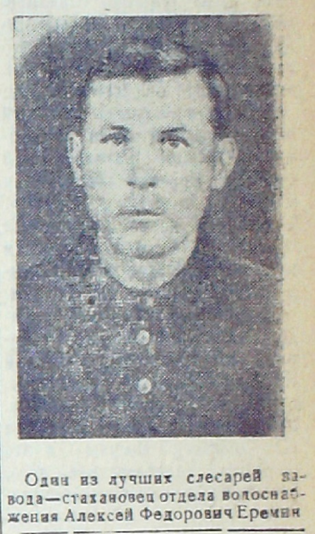 Один из лучших слесарей за-
вода—стахановец отдела водоснаб-
жения Алексей Федорович Еремин